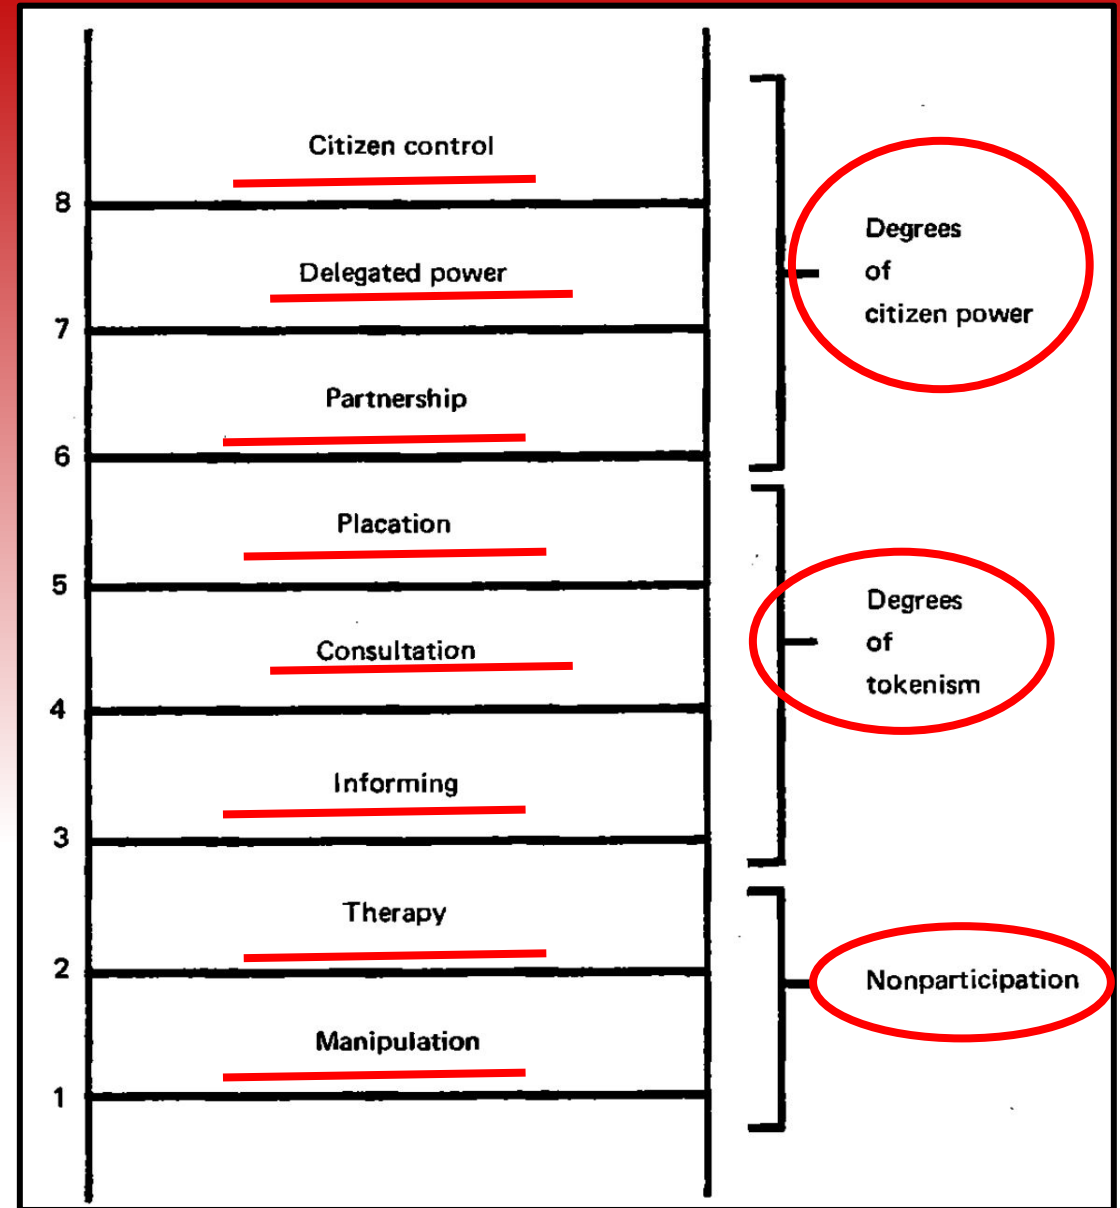 Citizen control
8
Delegated power
7
Partnership
6
Placation
5
Consultation
4
Informing
3
Therapy
2
Manipulation
1
Degrees
of
citizen power
Degrees
of
tokenism
Nonparticipation